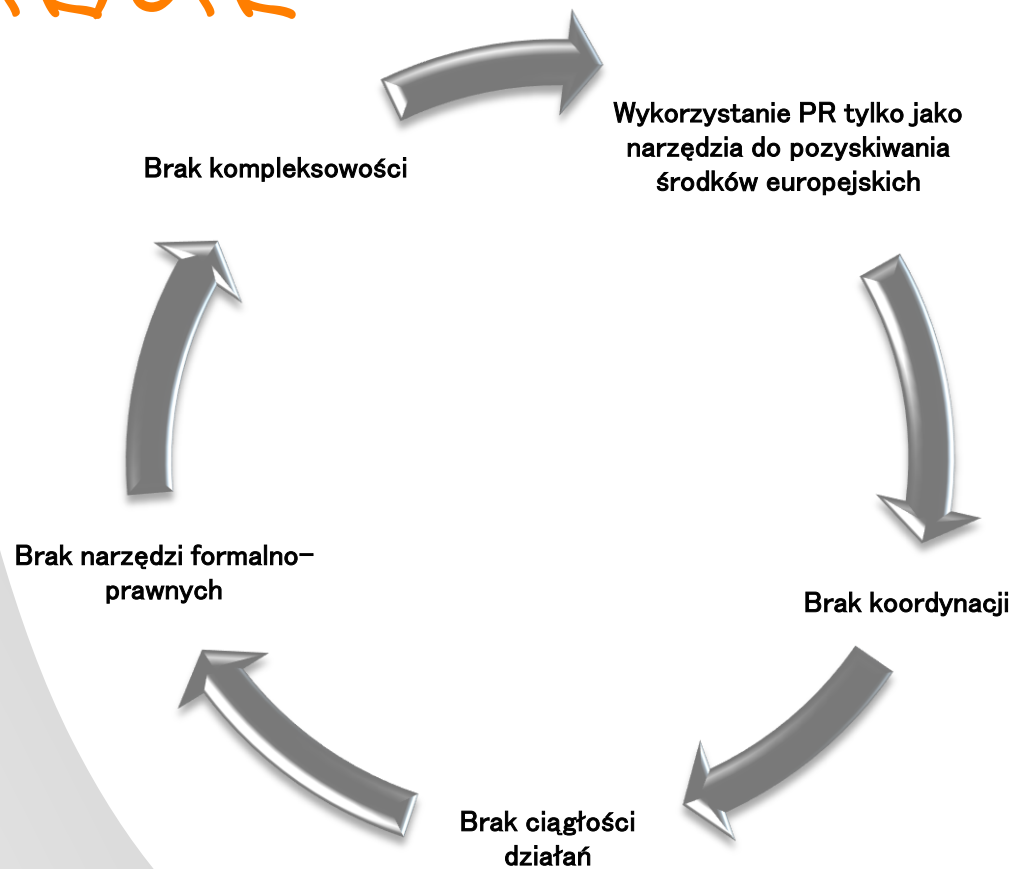 Wykorzystanie PR tylko jako
narzędzia do pozyskiwania
środków europejskich
Brak koordynacji
Brak ciągłości
działań
Brak narzędzi formalno-
prawnych
Brak kompleksowości